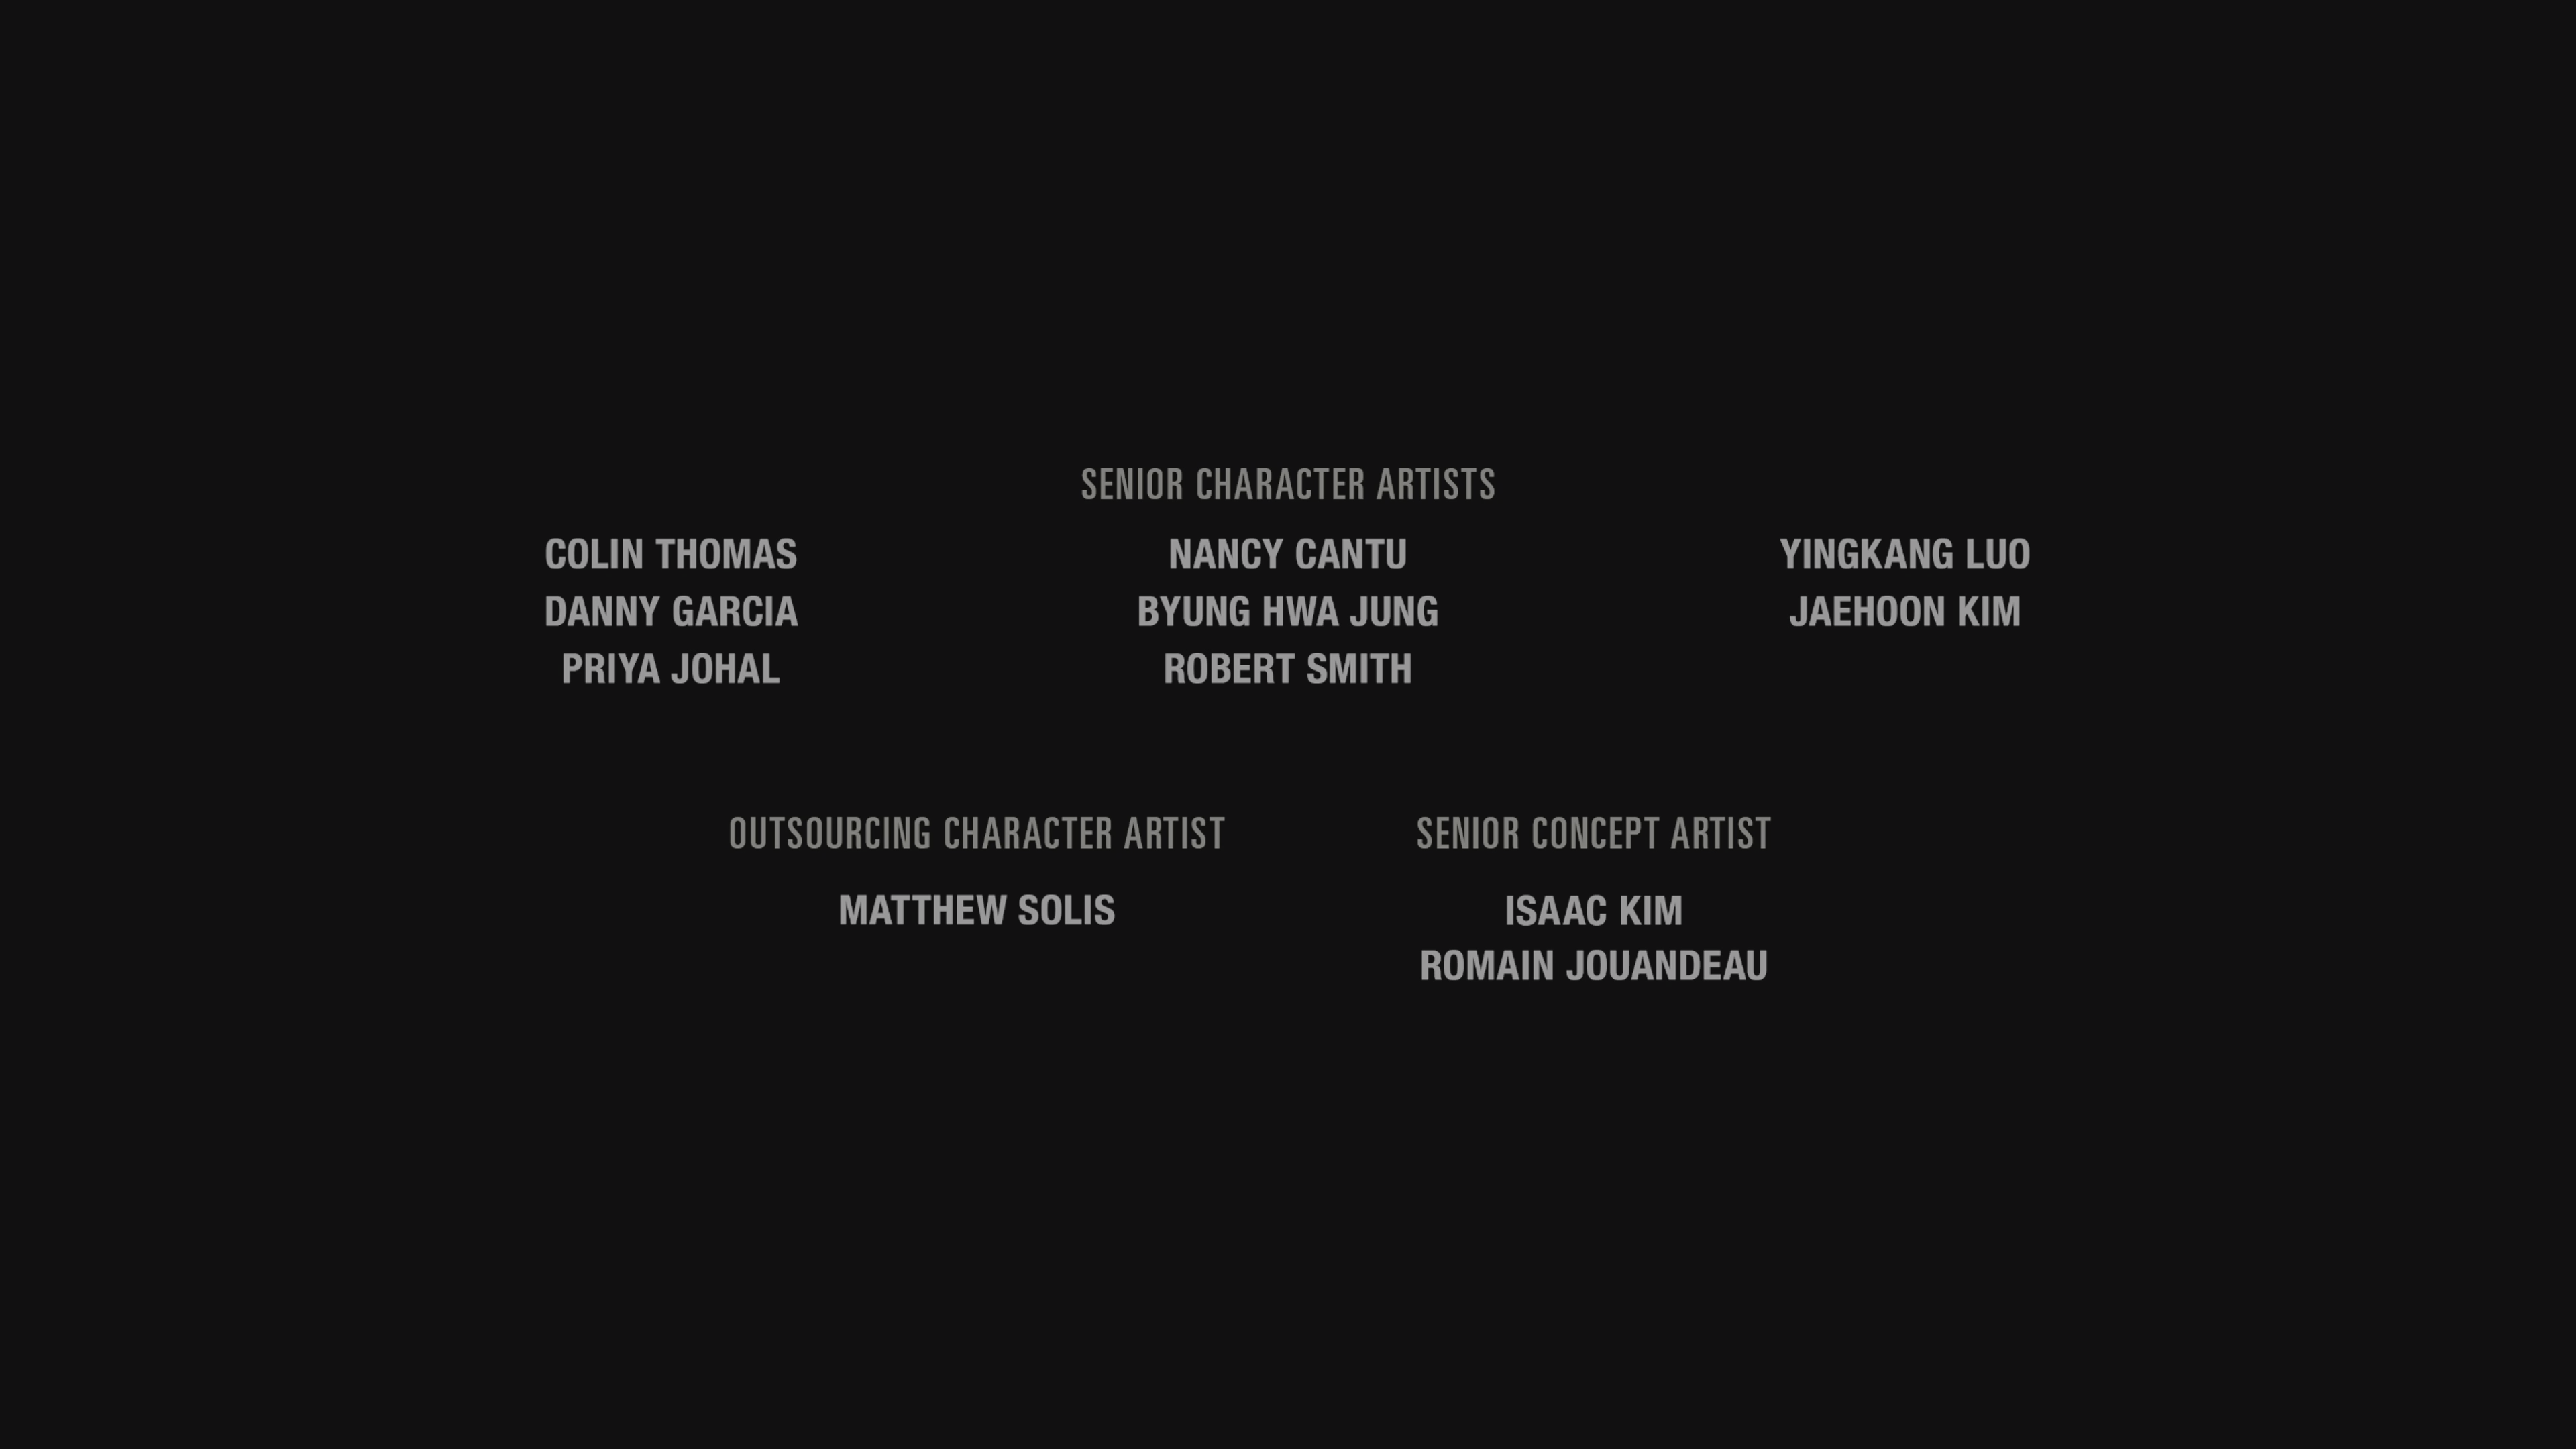 SENIOR CHARACTER ARTISTS
COLIN THOMAS NANCY CANTU YINGKANG LUO
DANNY GARCIA BYUNG HWA JUNG JAEHOON KIM
PRIYA JOHAL ROBERT SMITH
OUTSOURCING CHARACTER ARTIST
MATTHEW SOLIS
SENIOR CONCEPT ARTIST
ISAAC KIM
ROMAIN JOUANDEAU